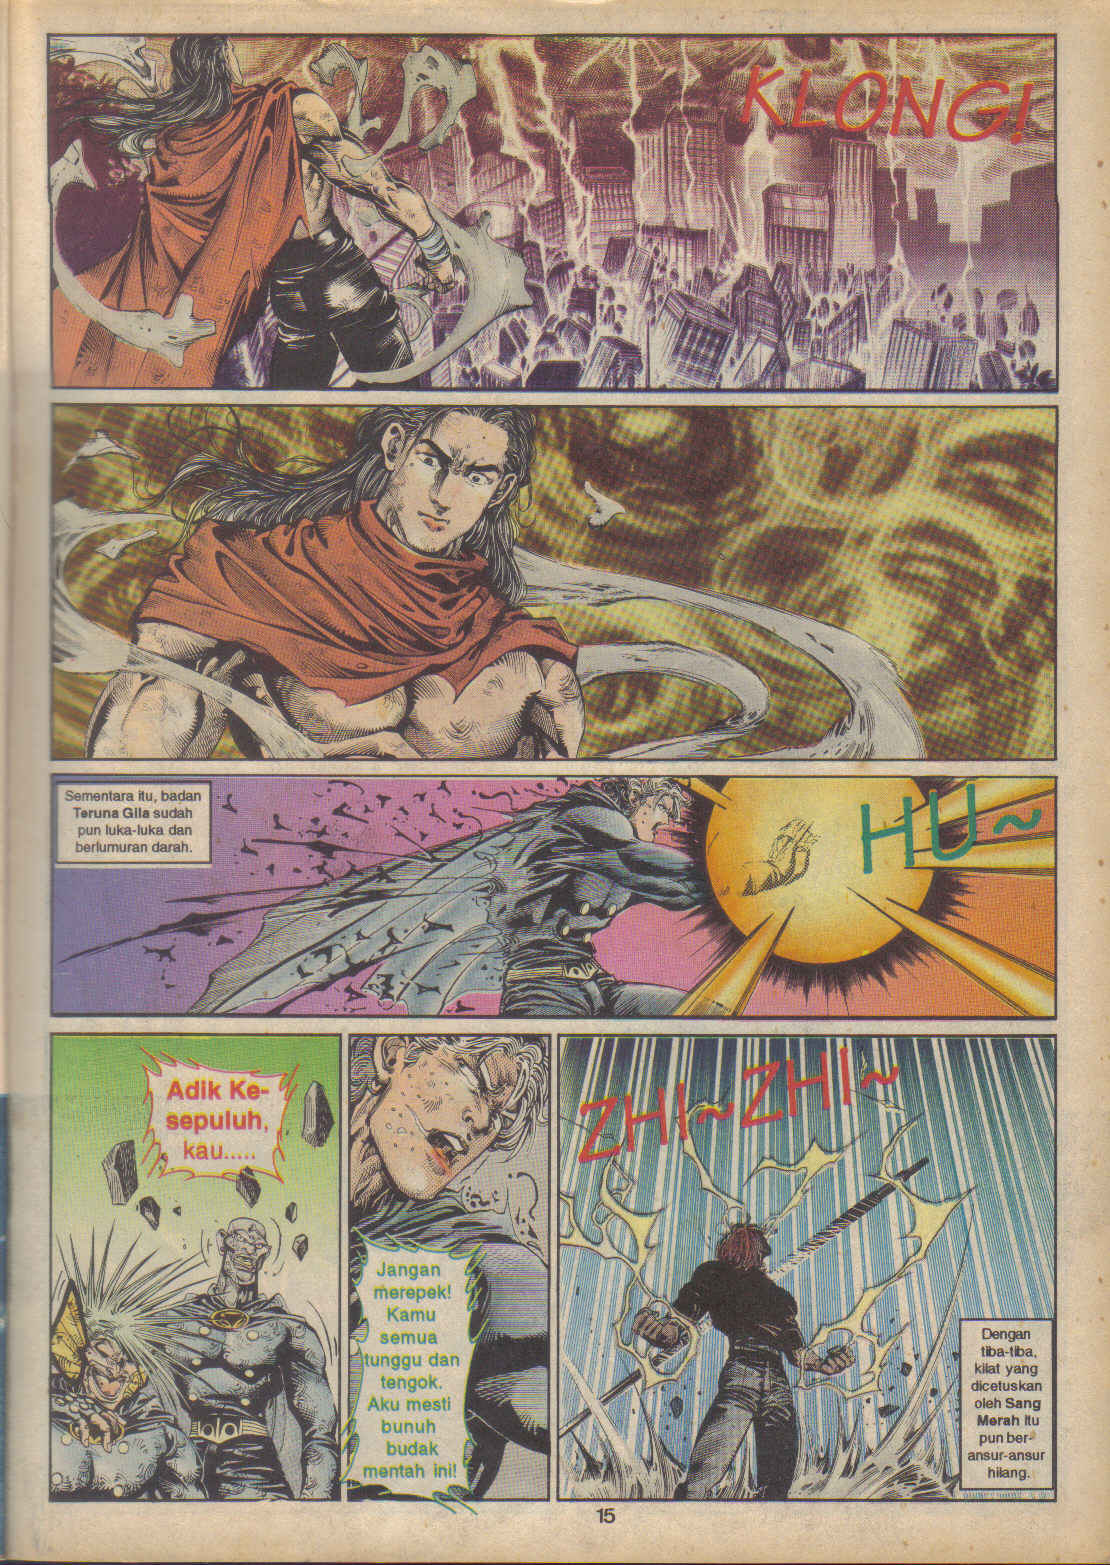 KLONG!
Sementara itu, badan
Teruna Gila sudah
pun luka-luka dan
berlumuran darah.
HU~
Adik Ke-
sepuluh,
kau.....
Jangan
merepek!
Kamu
semua
tunggu dan
tengok.
Aku mesti
bunuh
budak
mentah ini!
ZHI~ZHI~
Dengan
tiba-tiba,
kilat yang
dicetuskan
oleh Sang
Merah itu
pun ber-
ansur-ansur
hilang.
15